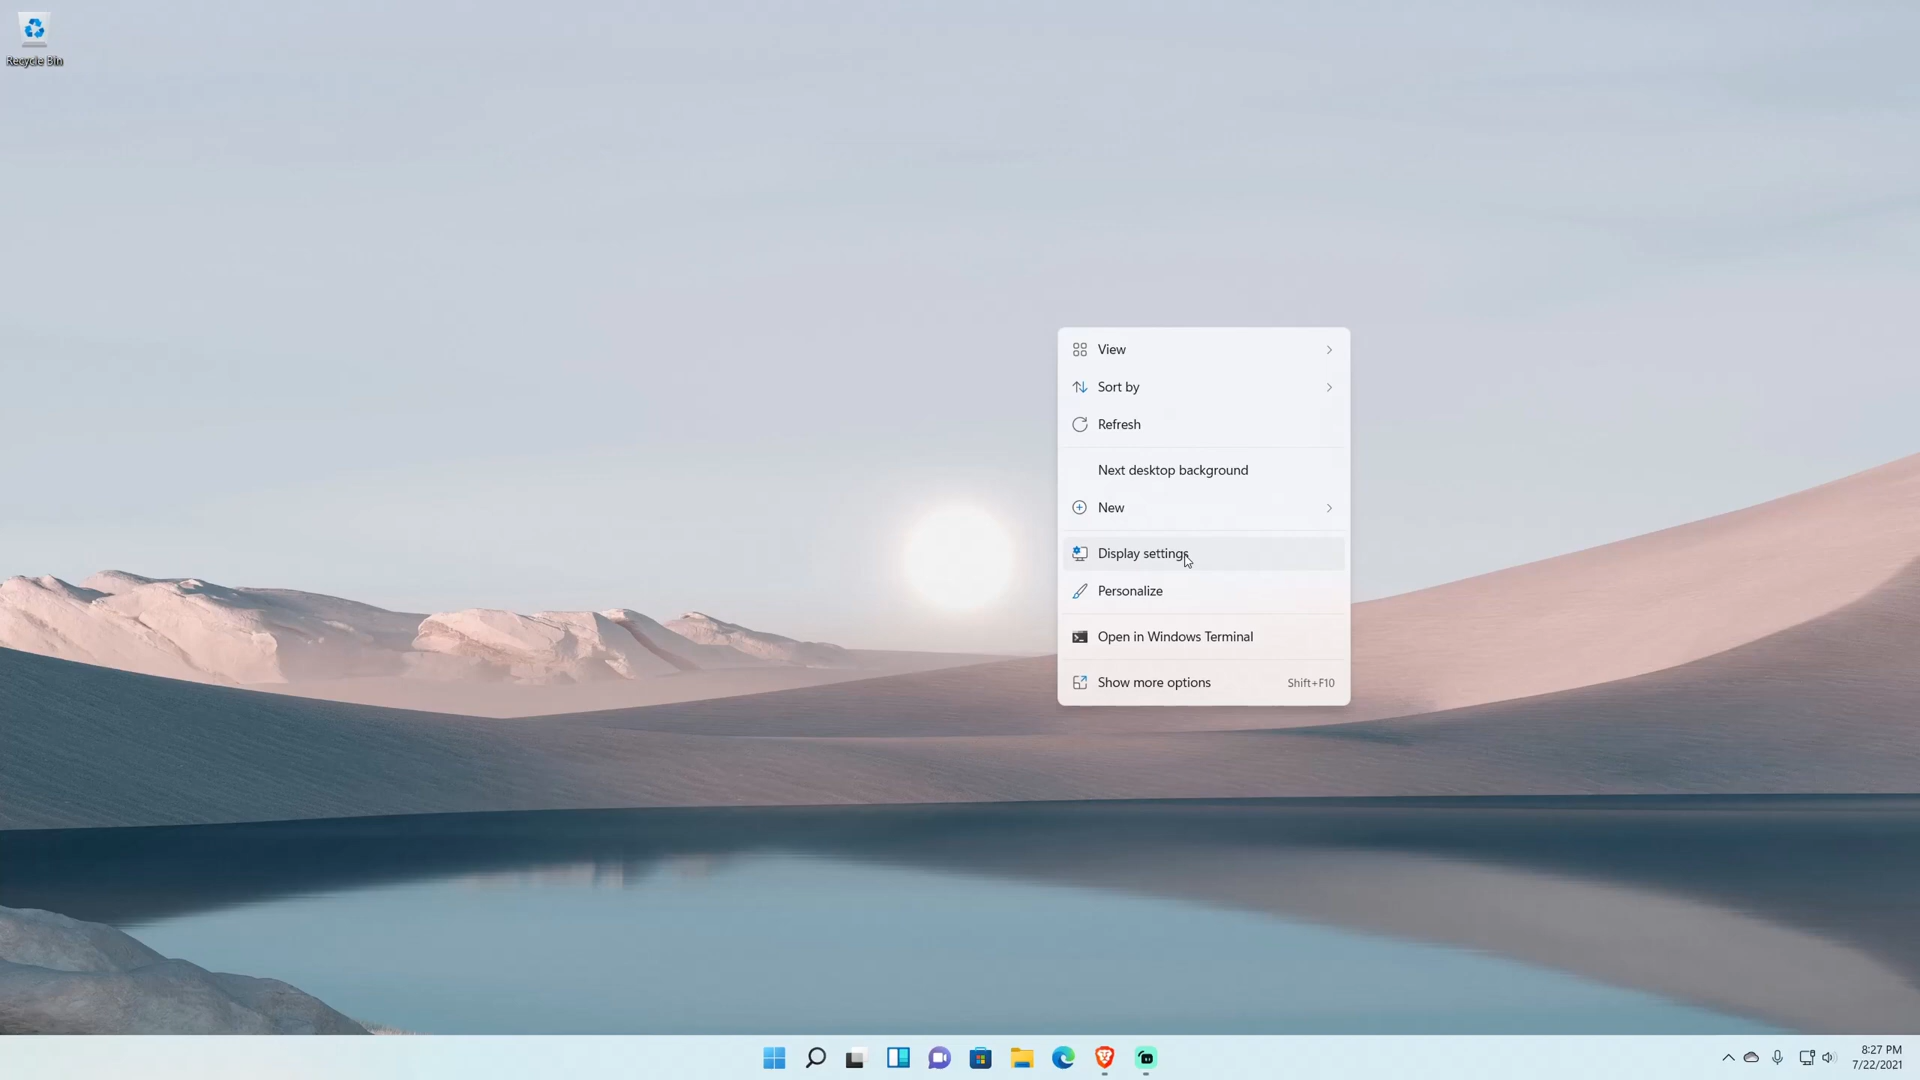 Recycle Bin
View
Sort by
Refresh
Next desktop background
New
Display settings
Personalize
Open in Windows Terminal
Show more options Shift+F10
8:27 PM
7/22/2021